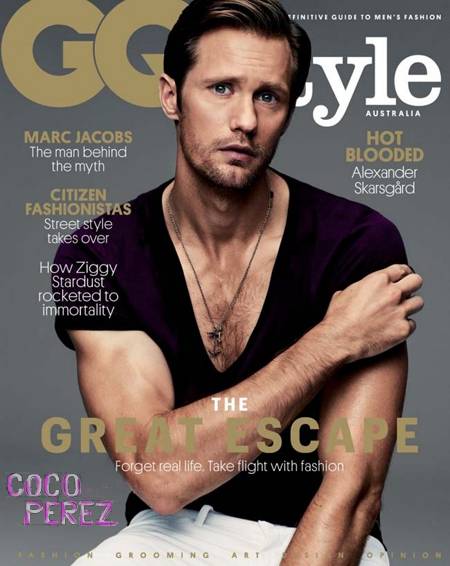 GQ Style
DEFINITIVE GUIDE TO MEN'S FASHION
AUSTRALIA
MARC JACOBS
The man behind
the myth
CITIZEN
FASHIONISTAS
Street style
takes over
How Ziggy
Stardust
rocketed to
immortality
HOT
BLOODED
Alexander
Skarsgård
THE
GREAT ESCAPE
Forget real life. Take flight with fashion
COCO
PEREZ
FASHION GROOMING ART DESIGN OPINION